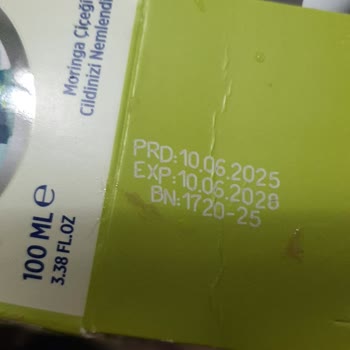 Moringa Çiçeği
Cildinizi Nemlendi
100 ML e
3.38 FL.OZ
PRD:10.06.2025
EXP:10.06.2028
BN:1720-25